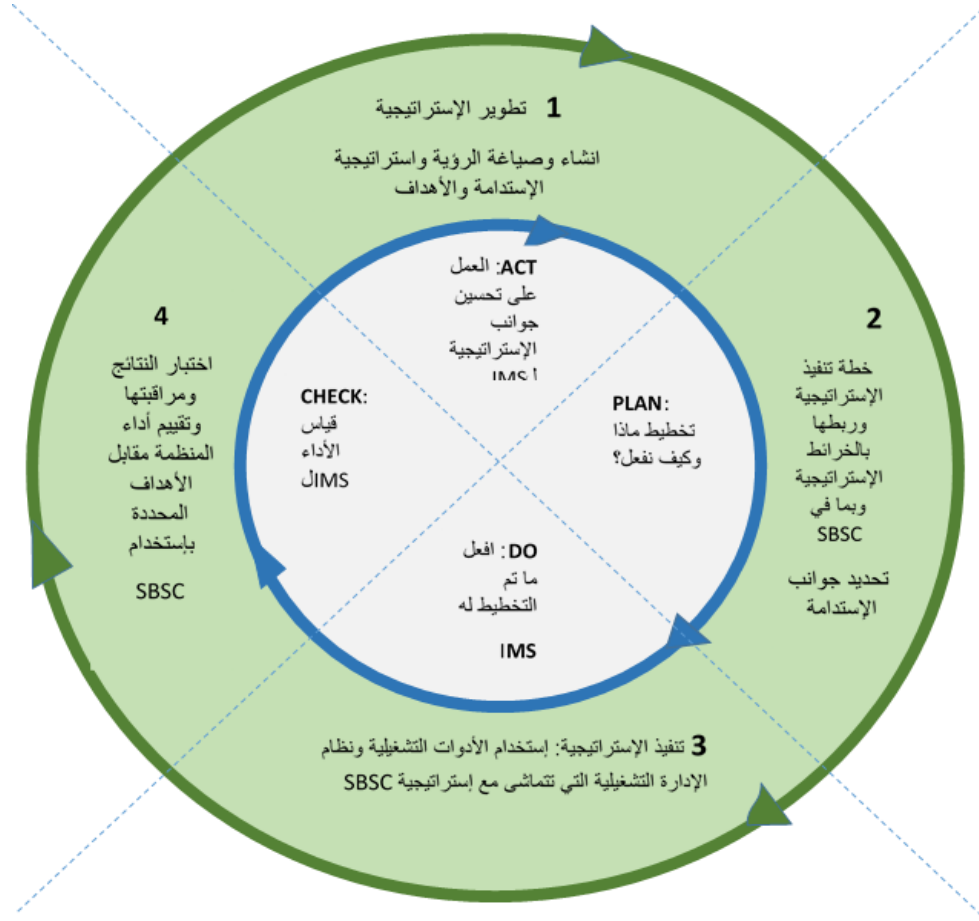 1 تطوير الإستراتيجية
انشاء وصياغة الرؤية واستراتيجية
الإستدامة والأهداف
2
خطة تنفيذ
الإستراتيجية
وربطها
بالخرائط
الإستراتيجية
وبما في
SBSC
تحديد جوانب
الإستدامة
3 تنفيذ الإستراتيجية: إستخدام الأدوات التشغيلية ونظام
الإدارة التشغيلية التي تتماشى مع إستراتيجية SBSC
4
اختبار النتائج
ومراقبتها
وتقييم أداء
المنظمة مقابل
الأهداف
المحددة
بإستخدام
SBSC
ACT: العمل
على تحسين
جوانب
الإستراتيجية
PLAN:
تخطيط ماذا
وكيف نفعل؟
DO: افعل
ما تم
التخطيط له
IMS
CHECK:
قياس
الأداء
لIMS